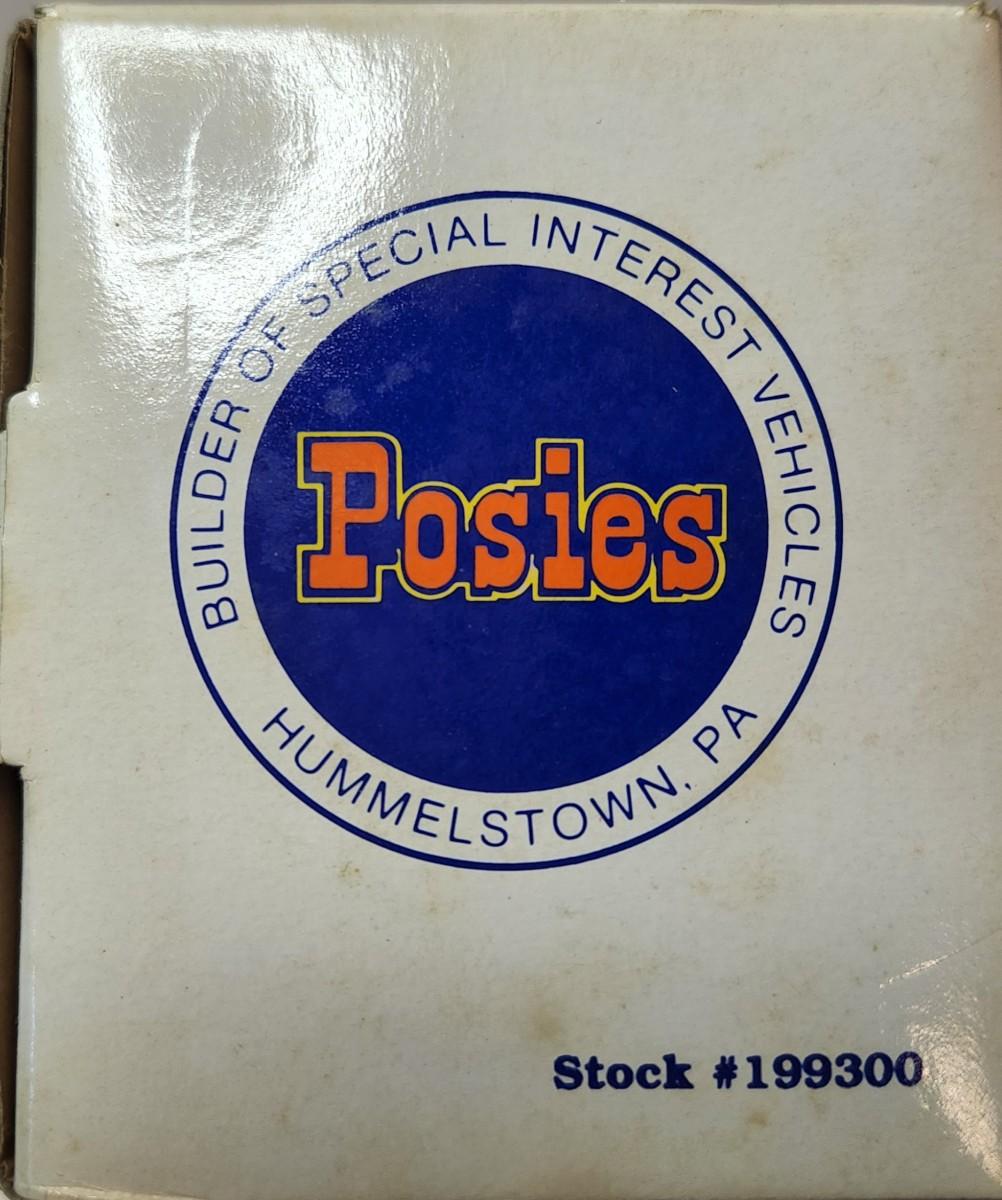 BUILDER OF SPECIAL INTEREST VEHICLES
Posies
HUMMELSTOWN, PA
Stock #199300